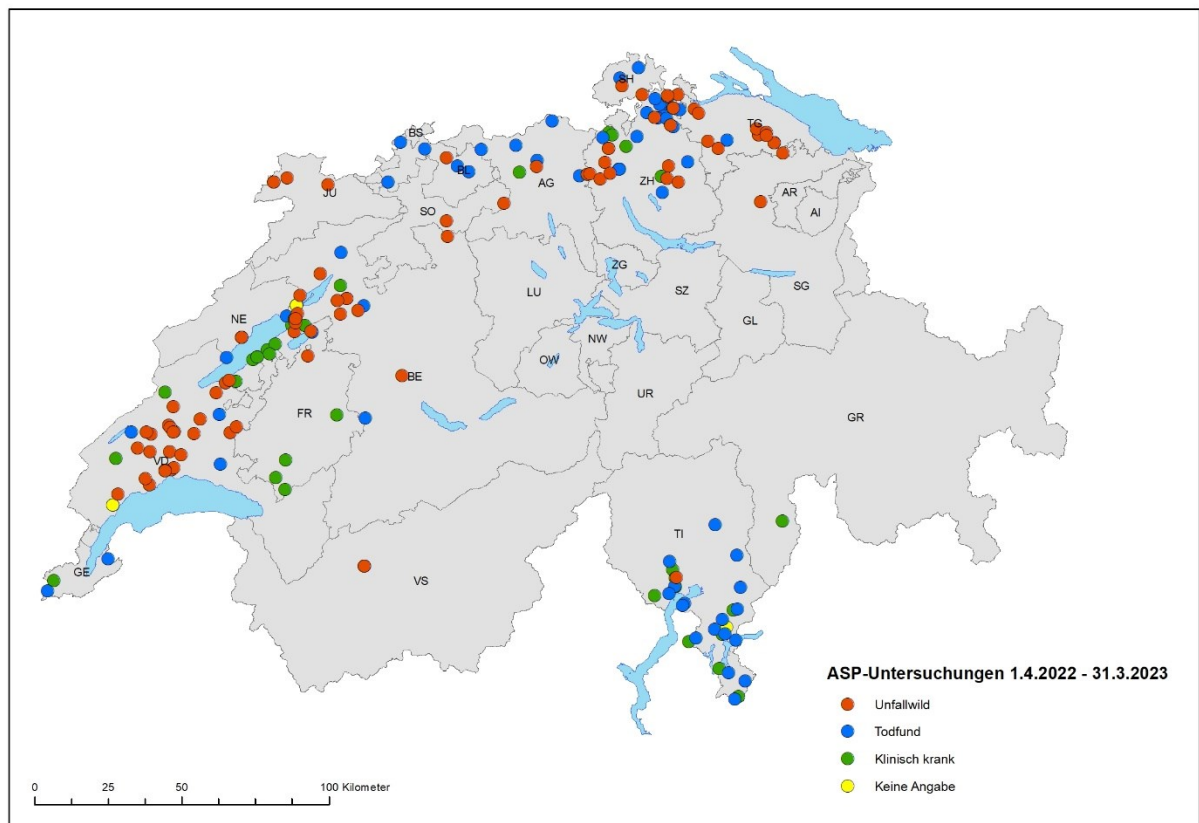 SH
BS
TG
BL
JU
AG
ZH
AR
AI
SO
ZG
LU
SZ
SG
NE
GL
NW
OW
BE
UR
FR
GR
VD
TI
GE
VS
ASP-Untersuchungen 1.4.2022 - 31.3.2023
Unfallwild
Todfund
Klinisch krank
Keine Angabe
0 25 50 100 Kilometer